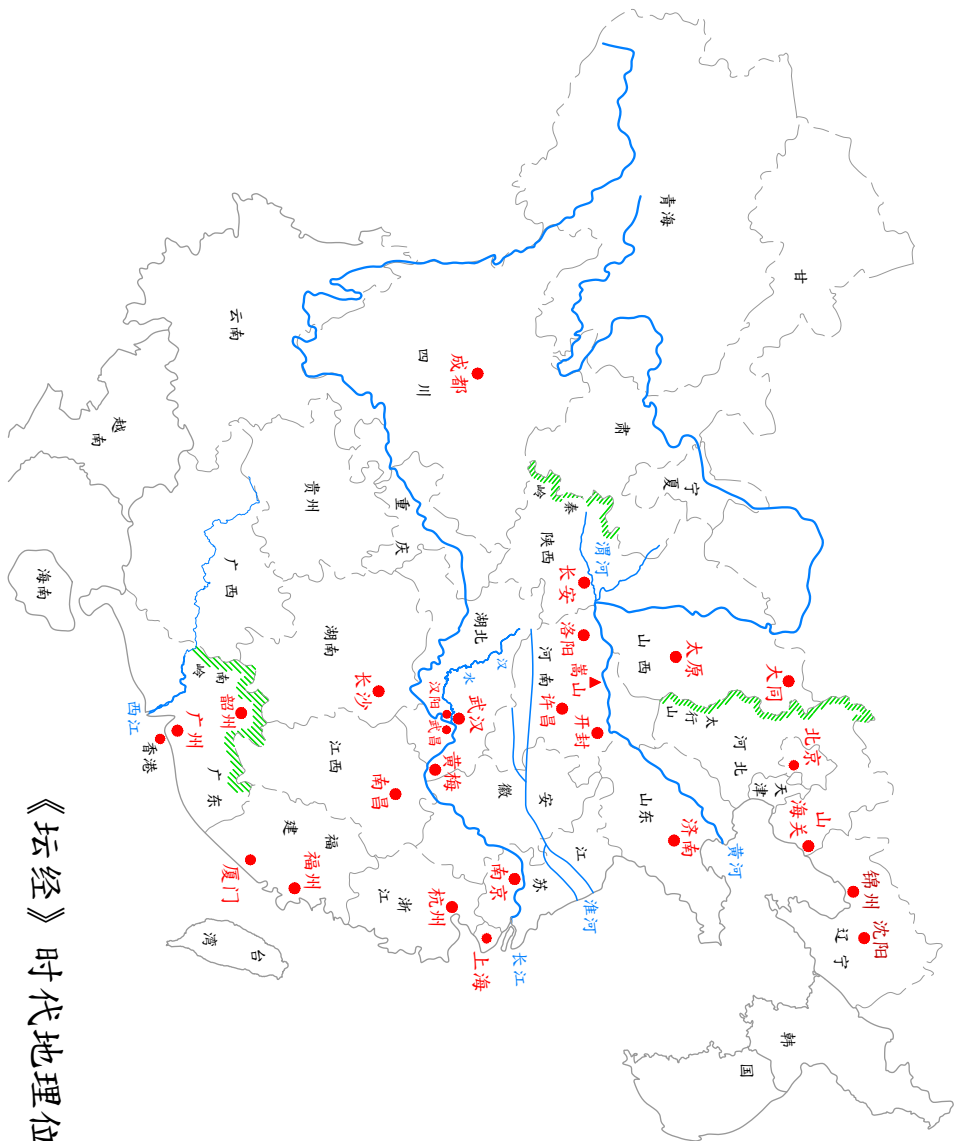 《坛经》时代地理位
青海
甘
肃
宁
夏
云南
四川
成都
越南
贵州
重庆
广西
海南
秦
岭
陕西
渭河
长安
洛阳
嵩山
河南
许昌
开封
山西
太原
大同
太行山
河北
北京
天津
山海关
锦州
沈阳
辽宁
韩国
山东
济南
黄河
湖北
汉水
汉阳
武昌
武汉
黄梅
湖南
长沙
江西
南昌
安徽
江苏
南京
淮河
长江
上海
浙江
杭州
福建
福州
厦门
台湾
南岭
韶州
广州
广东
香港
西江